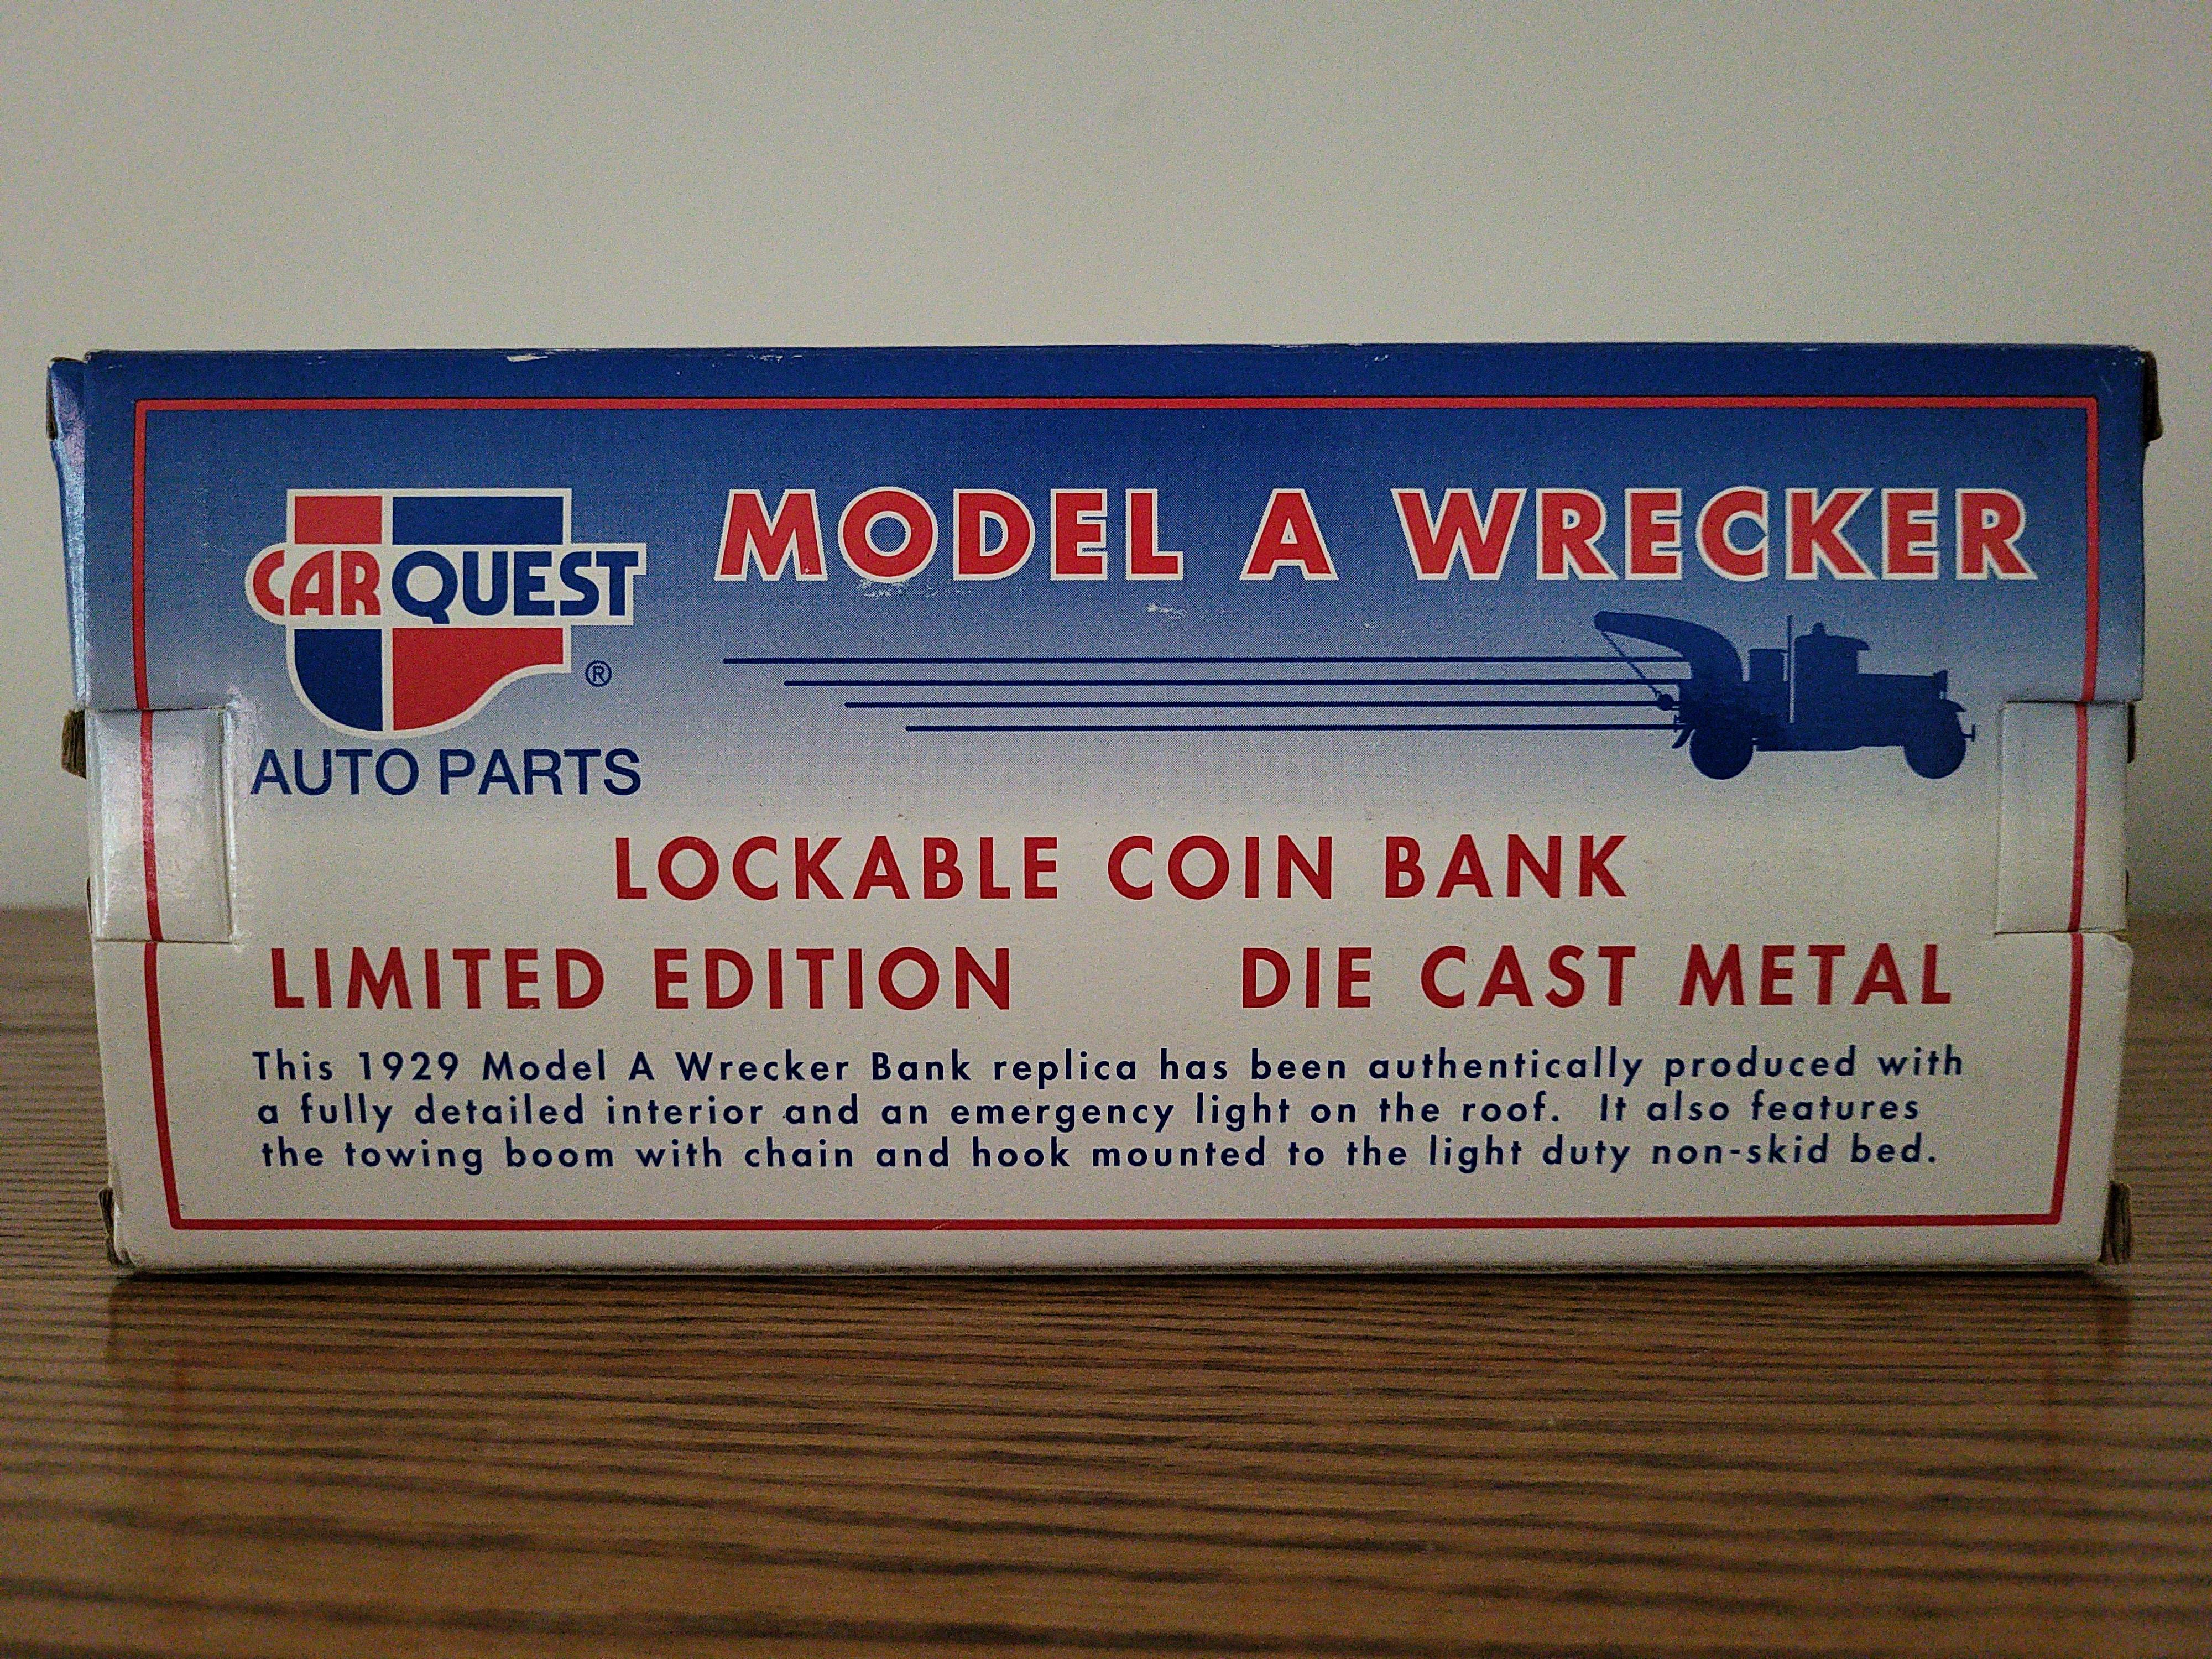 CARQUEST
®
AUTO PARTS
MODEL A WRECKER
LOCKABLE COIN BANK
LIMITED EDITION DIE CAST METAL
This 1929 Model A Wrecker Bank replica has been authentically produced with
a fully detailed interior and an emergency light on the roof. It also features
the towing boom with chain and hook mounted to the light duty non-skid bed.